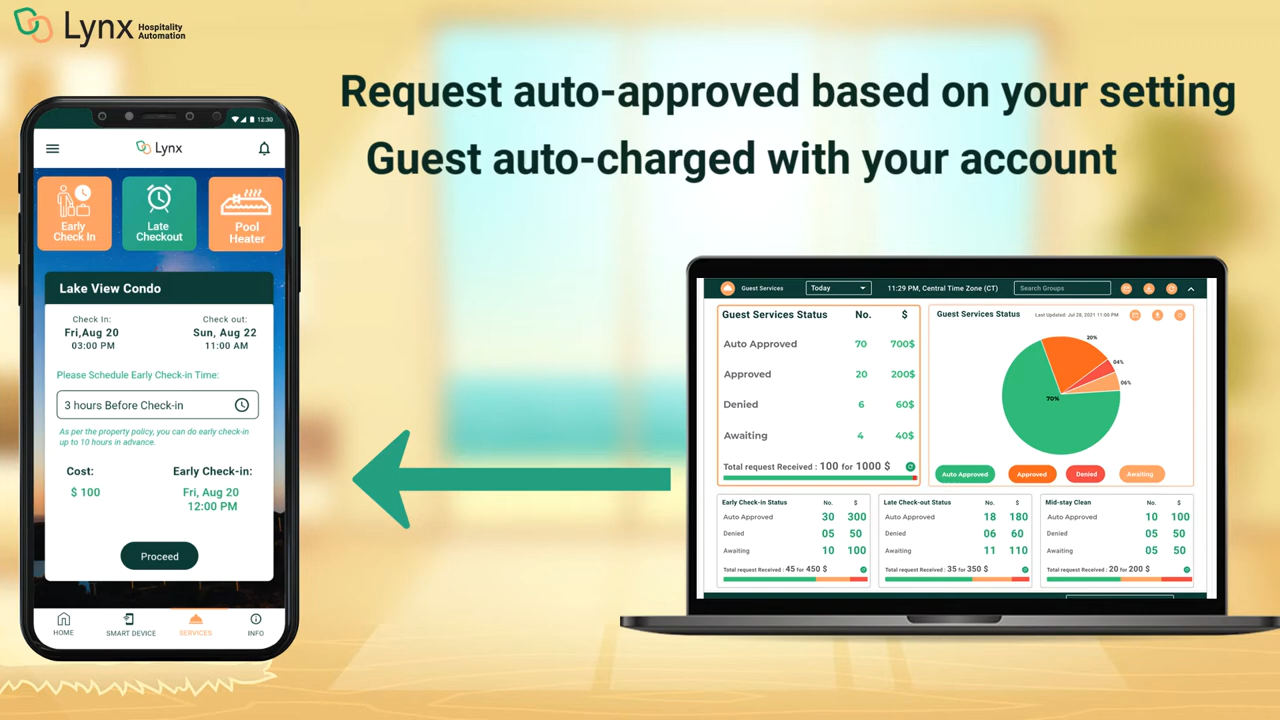 Lynx Hospitality Automation
Request auto-approved based on your setting
Guest auto-charged with your account
12:30
Lynx
Early Check In
Late Checkout
Pool Heater
Lake View Condo
Check In: Check out:
Fri,Aug 20 Sun, Aug 22
03:00 PM 11:00 AM
Please Schedule Early Check-in Time:
3 hours Before Check-in
As per the property policy, you can do early check-in
up to 10 hours in advance.
Cost: Early Check-in:
$ 100 Fri, Aug 20
12:00 PM
Proceed
HOME SMART DEVICE SERVICES INFO
Guest Services Today 11:29 PM, Central Time Zone (CT) Search Groups
Guest Services Status No. $
Auto Approved 70 700$
Approved 20 200$
Denied 6 60$
Awaiting 4 40$
Total request Received : 100 for 1000 $
Guest Services Status Last Updated: Jul 28, 2021 11:00 PM
20%
04%
06%
70%
Auto Approved Approved Denied Awaiting
Early Check-in Status No. $
Auto Approved 30 300
Denied 05 50
Awaiting 10 100
Total request Received : 45 for 450 $
Late Check-out Status No. $
Auto Approved 18 180
Denied 06 60
Awaiting 11 110
Total request Received : 35 for 350 $
Mid-stay Clean No. $
Auto Approved 10 100
Denied 05 50
Awaiting 05 50
Total request Received : 20 for 200 $